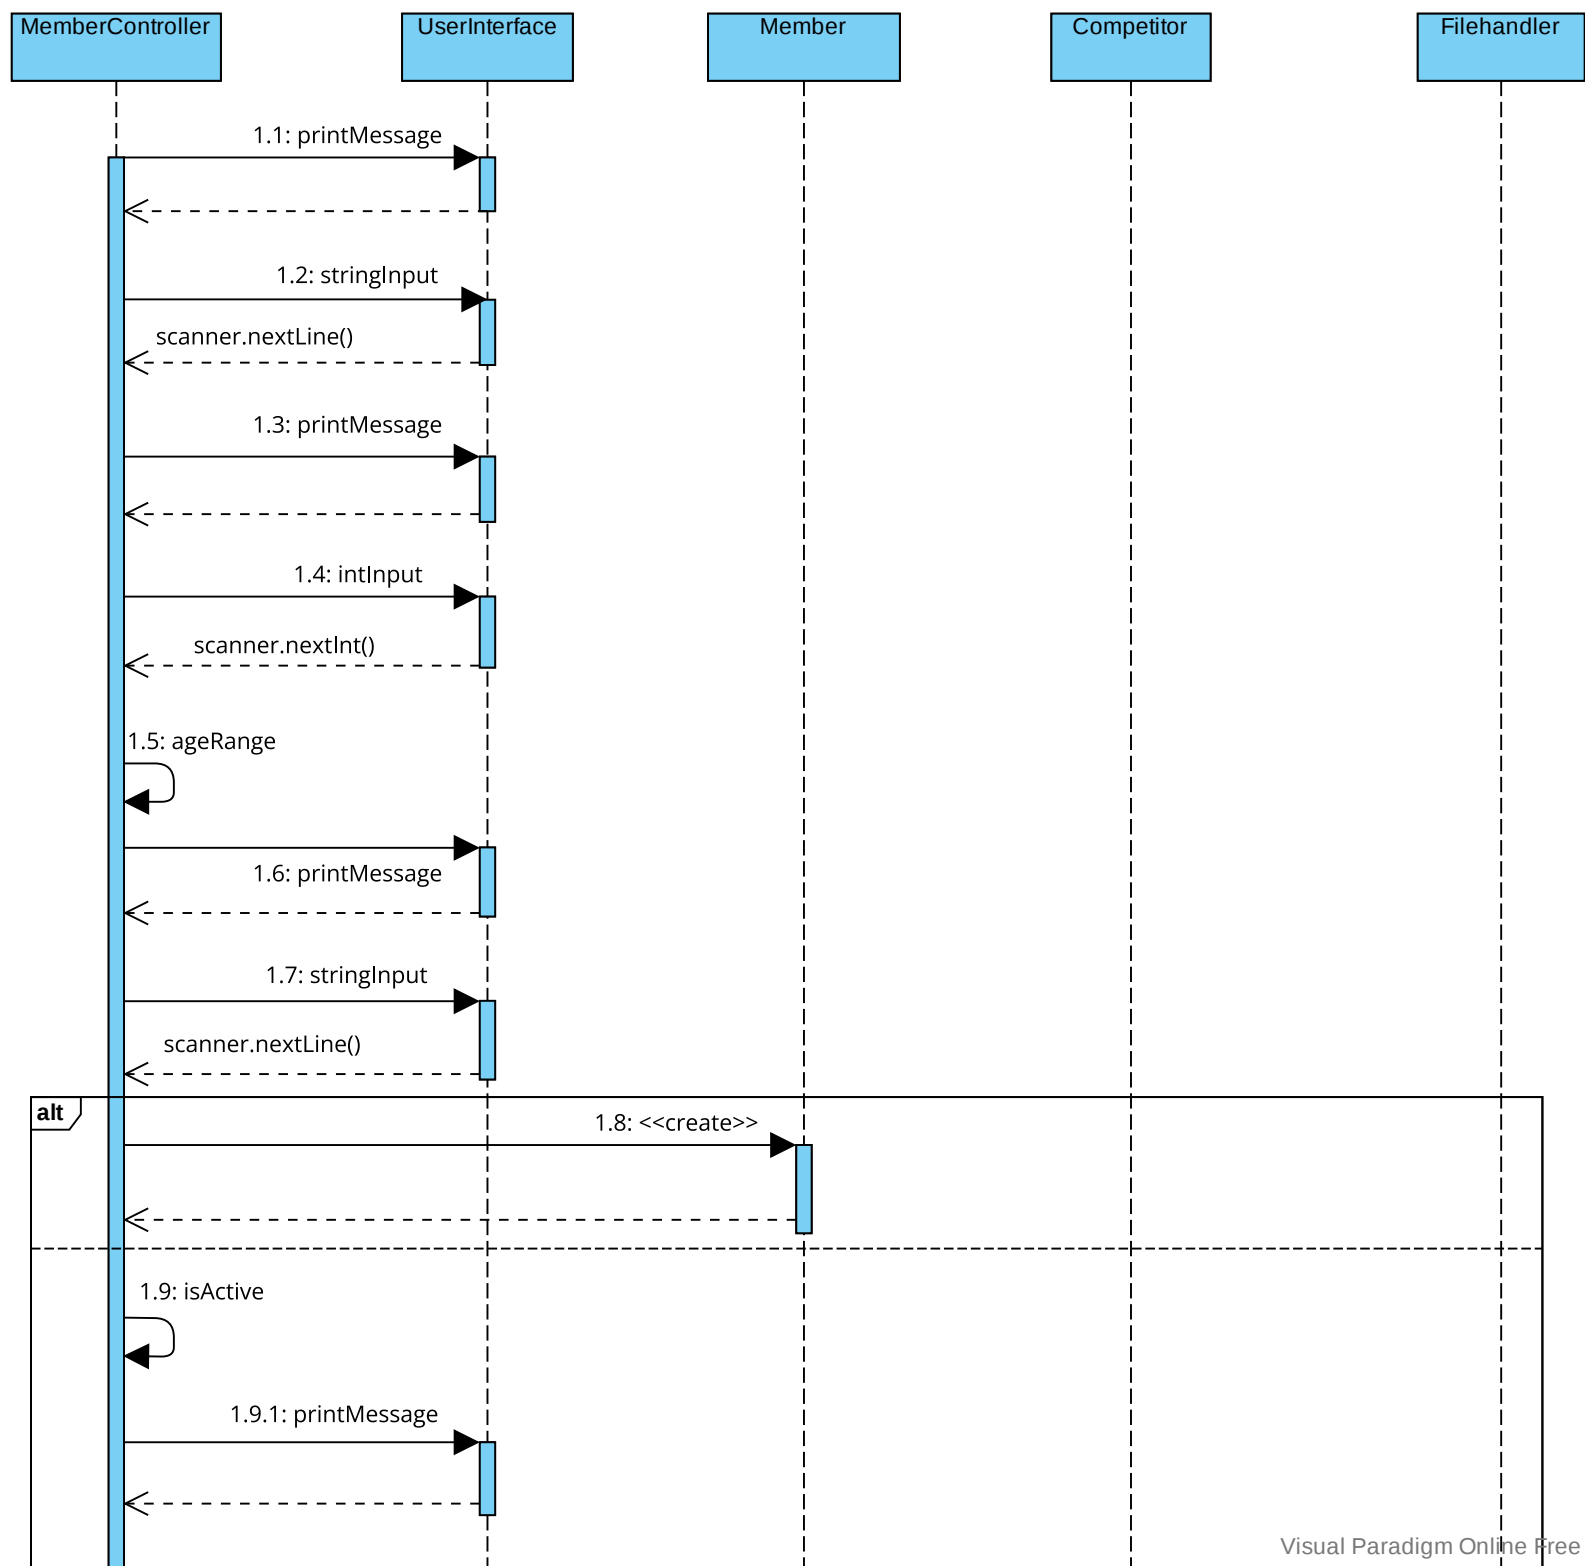 MemberController
UserInterface
Member
Competitor
Filehandler
1.1: printMessage
1.2: stringInput
scanner.nextLine()
1.3: printMessage
1.4: intInput
scanner.nextInt()
1.5: ageRange
1.6: printMessage
1.7: stringInput
scanner.nextLine()
alt
1.8: <<create>>
1.9: isActive
1.9.1: printMessage
Visual Paradigm Online Free